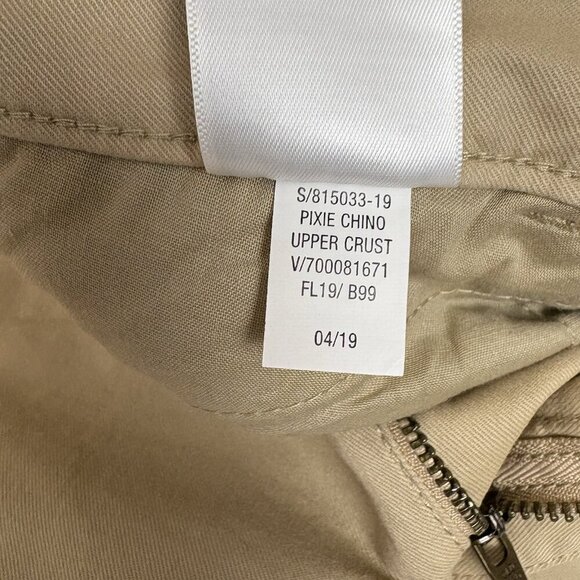 S/815033-19
PIXIE CHINO
UPPER CRUST
V/700081671
FL19/ B99
04/19